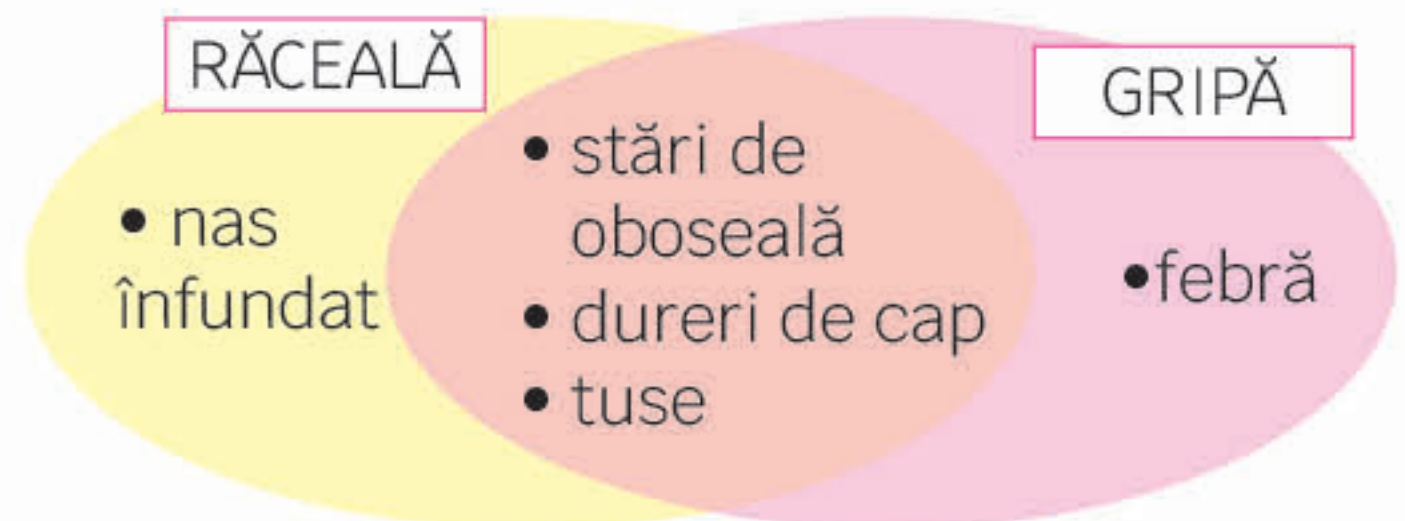 RĂCEALĂ
• nas
înfundat
• stări de
oboseală
• dureri de cap
• tuse
GRIPĂ
•febră